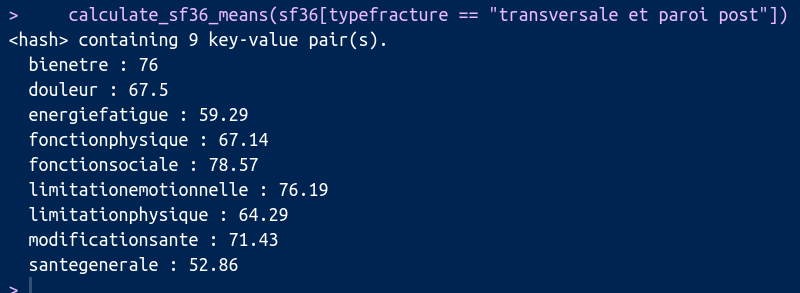 >     calculate_sf36_means(sf36[typefracture == "transversale et paroi post"])
<hash> containing 9 key-value pair(s).
  bienetre : 76
  douleur : 67.5
  energiefatigue : 59.29
  fonctionphysique : 67.14
  fonctionsociale : 78.57
  limitationemotionnelle : 76.19
  limitationphysique : 64.29
  modificationsante : 71.43
  santegenerale : 52.86
>